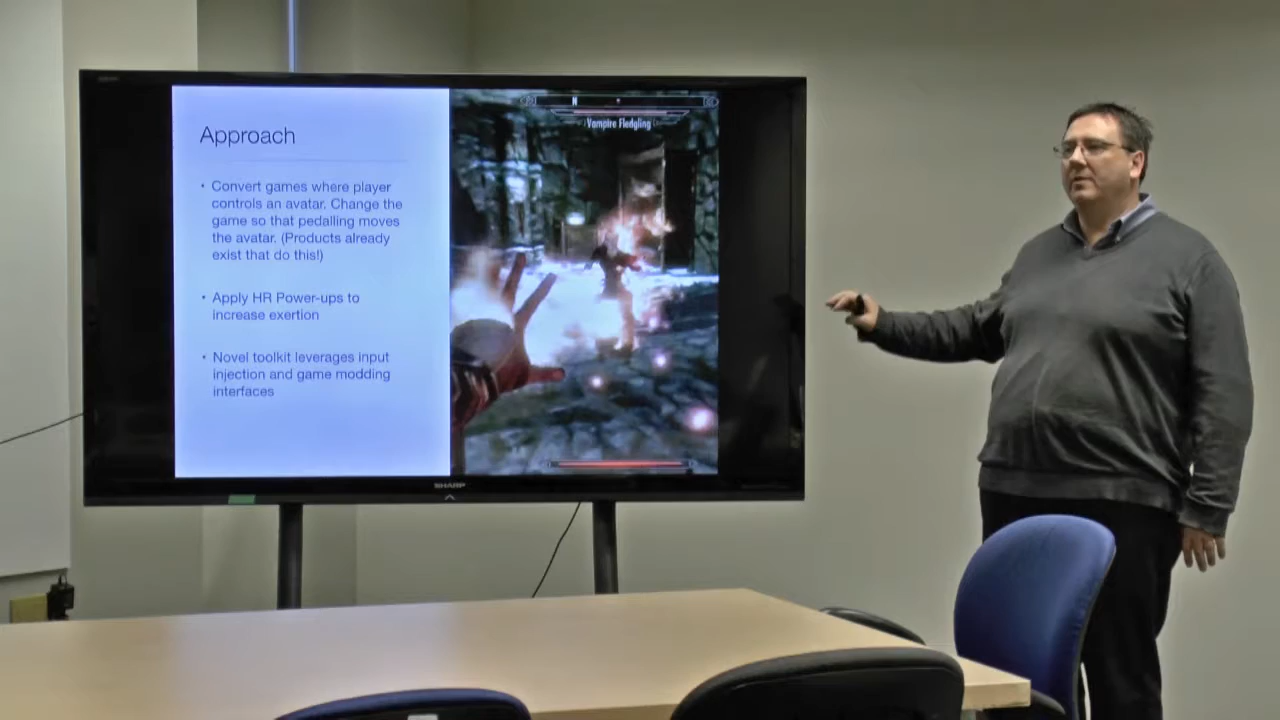 Approach
• Convert games where player
controls an avatar. Change the
game so that pedalling moves
the avatar. (Products already
exist that do this!)
• Apply HR Power-ups to
increase exertion
• Novel toolkit leverages input
injection and game modding
interfaces
N
Vampire Fledgling
SHARP